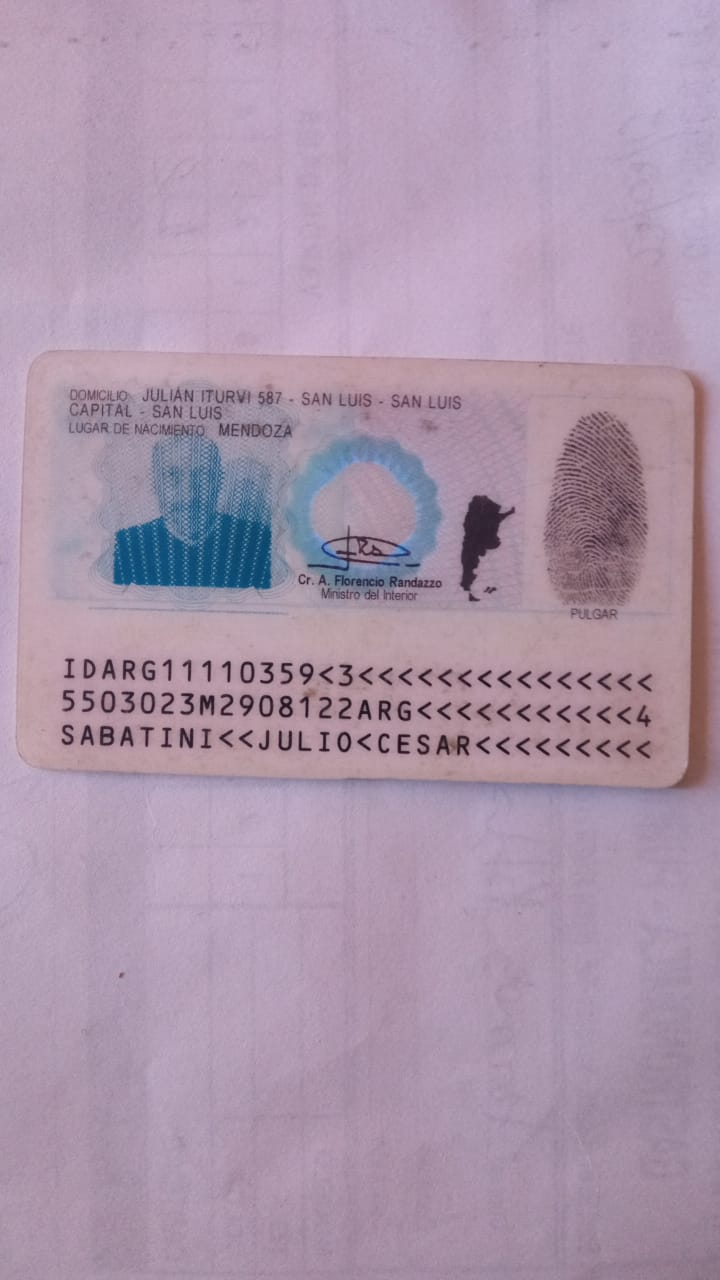 DOMICILIO: JULIÁN ITURVI 587 - SAN LUIS - SAN LUIS
CAPITAL - SAN LUIS
LUGAR DE NACIMIENTO: MENDOZA
Cr. A. Florencio Randazzo
Ministro del Interior
PULGAR
IDARG11110359<3<<<<<<<<<<<<<<<
5503023M2908122ARG<<<<<<<<<<<4
SABATINI<<JULIO<CESAR<<<<<<<<<